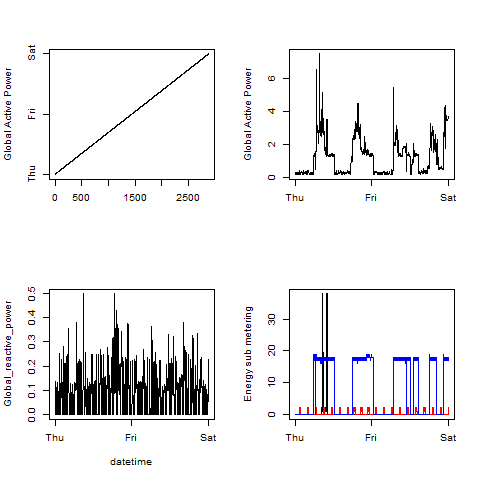 Global Active Power
Sat
Fri
Thu
0 500 1500 2500
Global Active Power
6
4
2
0
Thu Fri Sat
Global_reactive_power
0.5
0.4
0.3
0.2
0.1
0.0
Thu Fri Sat
datetime
Energy sub metering
30
20
10
0
Thu Fri Sat